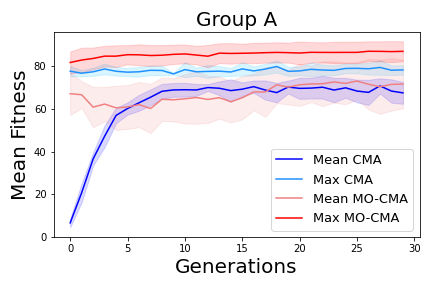 Group A
Mean Fitness
80
60
40
20
0
0 5 10 15 20 25 30
Generations
Mean CMA
Max CMA
Mean MO-CMA
Max MO-CMA